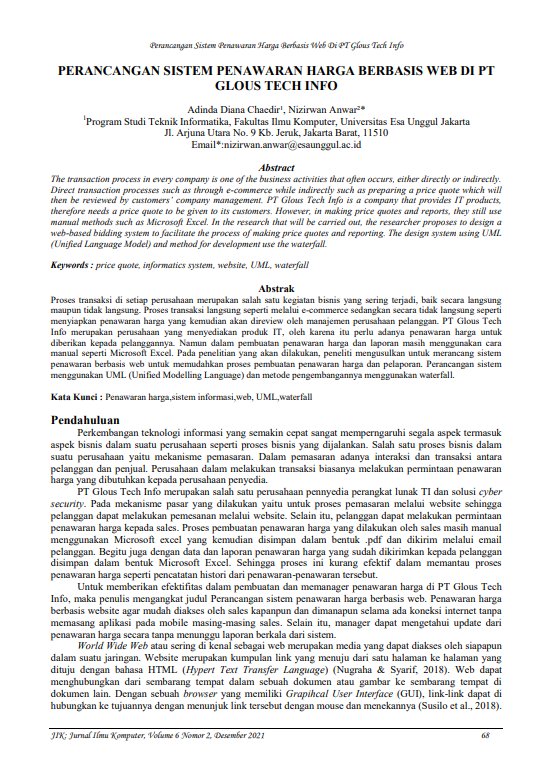 Perancangan Sistem Penawaran Harga Berbasis Web Di PT Glous Tech Info
PERANCANGAN SISTEM PENAWARAN HARGA BERBASIS WEB DI PT
GLOUS TECH INFO
Adinda Diana Chaedir¹, Nizirwan Anwar²*
¹Program Studi Teknik Informatika, Fakultas Ilmu Komputer, Universitas Esa Unggul Jakarta
Jl. Arjuna Utara No. 9 Kb. Jeruk, Jakarta Barat, 11510
Email*:nizirwan.anwar@esaunggul.ac.id
Abstract
The transaction process in every company is one of the business activities that often occurs, either directly or indirectly.
Direct transaction processes such as through e-commerce while indirectly such as preparing a price quote which will
then be reviewed by customers' company management. PT Glous Tech Info is a company that provides IT products,
therefore needs a price quote to be given to its customers. However, in making price quotes and reports, they still use
manual methods such as Microsoft Excel. In the research that will be carried out, the researcher proposes to design a
web-based bidding system to facilitate the process of making price quotes and reporting. The design system using UML
(Unified Language Model) and method for development use the waterfall.
Keywords : price quote, informatics system, website, UML, waterfall
Abstrak
Proses transaksi di setiap perusahaan merupakan salah satu kegiatan bisnis yang sering terjadi, baik secara langsung
maupun tidak langsung. Proses transaksi langsung seperti melalui e-commerce sedangkan secara tidak langsung seperti
menyiapkan penawaran harga yang kemudian akan direview oleh manajemen perusahaan pelanggan. PT Glous Tech
Info merupakan perusahaan yang menyediakan produk IT, oleh karena itu perlu adanya penawaran harga untuk
diberikan kepada pelanggannya. Namun dalam pembuatan penawaran harga dan laporan masih menggunakan cara
manual seperti Microsoft Excel. Pada penelitian yang akan dilakukan, peneliti mengusulkan untuk merancang sistem
penawaran berbasis web untuk memudahkan proses pembuatan penawaran harga dan pelaporan. Perancangan sistem
menggunakan UML (Unified Modelling Language) dan metode pengembangannya menggunakan waterfall.
Kata Kunci : Penawaran harga,sistem informasi,web, UML,waterfall
Pendahuluan
Perkembangan teknologi informasi yang semakin cepat sangat memperngaruhi segala aspek termasuk
aspek bisnis dalam suatu perusahaan seperti proses bisnis yang dijalankan. Salah satu proses bisnis dalam
suatu perusahaan yaitu mekanisme pemasaran. Dalam pemasaran adanya interaksi dan transaksi antara
pelanggan dan penjual. Perusahaan dalam melakukan transaksi biasanya melakukan permintaan penawaran
harga yang dibutuhkan kepada perusahaan penyedia.
PT Glous Tech Info merupakan salah satu perusahaan pennyedia perangkat lunak TI dan solusi cyber
security. Pada mekanisme pasar yang dilakukan yaitu untuk proses pemasaran melalui website sehingga
pelanggan dapat melakukan pemesanan melalui website. Selain itu, pelanggan dapat melakukan permintaan
penawaran harga kepada sales. Proses pembuatan penawaran harga yang dilakukan oleh sales masih manual
menggunakan Microsoft excel yang kemudian disimpan dalam bentuk .pdf dan dikirim melalui email
pelanggan. Begitu juga dengan data dan laporan penawaran harga yang sudah dikirimkan kepada pelanggan
disimpan dalam bentuk Microsoft Excel. Sehingga proses ini kurang efektif dalam memantau proses
penawaran harga seperti pencatatan histori dari penawaran-penawaran tersebut.
Untuk memberikan efektifitas dalam pembuatan dan memanager penawaran harga di PT Glous Tech
Info, maka penulis mengangkat judul Perancangan sistem penawaran harga berbasis web. Penawaran harga
berbasis website agar mudah diakses oleh sales kapanpun dan dimanapun selama ada koneksi internet tanpa
memasang aplikasi pada mobile masing-masing sales. Selain itu, manager dapat mengetahui update dari
penawaran harga secara tanpa menunggu laporan berkala dari sistem.
World Wide Web atau sering di kenal sebagai web merupakan media yang dapat diakses oleh siapapun
dalam suatu jaringan. Website merupakan kumpulan link yang menuju dari satu halaman ke halaman yang
dituju dengan bahasa HTML (Hypert Text Transfer Language) (Nugraha & Syarif, 2018). Web dapat
menghubungkan dari sembarang tempat dalam sebuah dokumen atau gambar ke sembarang tempat di
dokumen lain. Dengan sebuah browser yang memiliki Grapihcal User Interface (GUI), link-link dapat di
hubungkan ke tujuannya dengan menunjuk link tersebut dengan mouse dan menekannya (Susilo et al., 2018).
JIK; Jurnal Ilmu Komputer, Volume 6 Nomor 2, Desember 2021 68